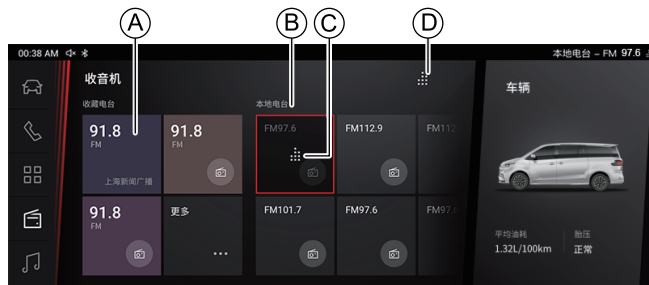 A B C D
00:38 AM
本地电台 – FM 97.6
收音机
收藏电台
本地电台
91.8
FM
上海新闻广播
91.8
FM
91.8
FM
更多
FM97.6
FM112.9
FM112
FM101.7
FM97.6
FM97.
车辆
平均油耗
1.32L/100km
胎压
正常